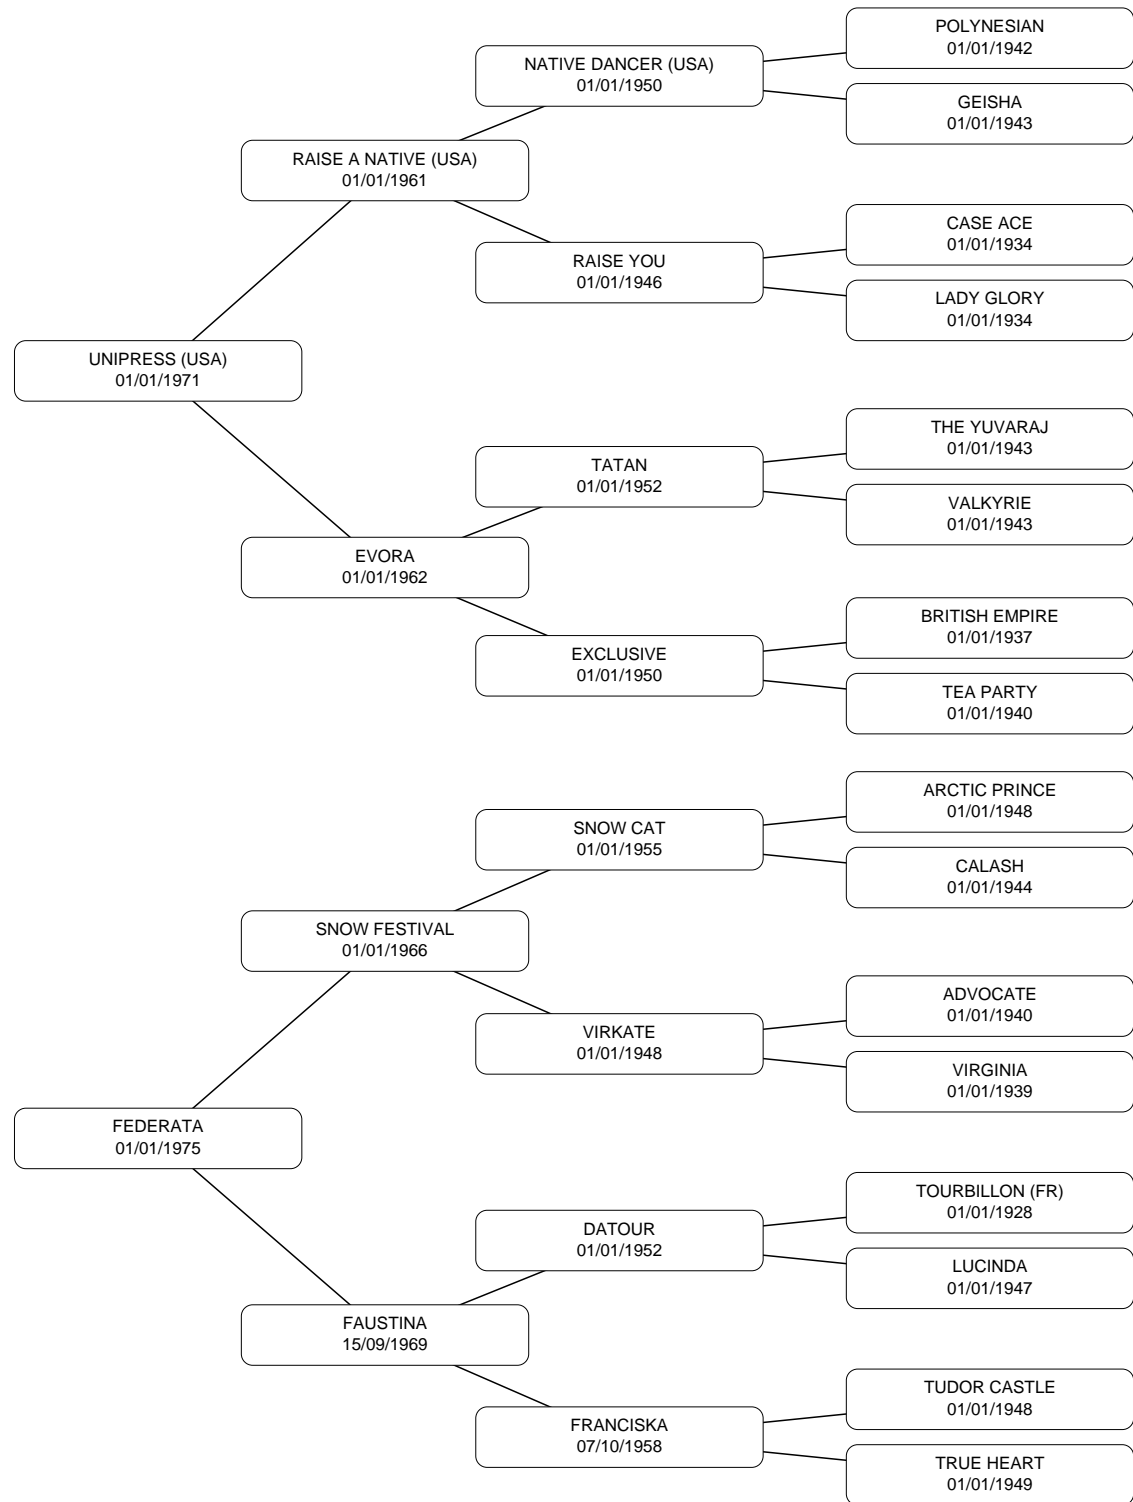 POLYNESIAN
01/01/1942
NATIVE DANCER (USA)
01/01/1950
GEISHA
01/01/1943
RAISE A NATIVE (USA)
01/01/1961
CASE ACE
01/01/1934
RAISE YOU
01/01/1946
LADY GLORY
01/01/1934
UNIPRESS (USA)
01/01/1971
THE YUVARAJ
01/01/1943
TATAN
01/01/1952
VALKYRIE
01/01/1943
EVORA
01/01/1962
BRITISH EMPIRE
01/01/1937
EXCLUSIVE
01/01/1950
TEA PARTY
01/01/1940
ARCTIC PRINCE
01/01/1948
SNOW CAT
01/01/1955
CALASH
01/01/1944
SNOW FESTIVAL
01/01/1966
ADVOCATE
01/01/1940
VIRKATE
01/01/1948
VIRGINIA
01/01/1939
FEDERATA
01/01/1975
TOURBILLON (FR)
01/01/1928
DATOUR
01/01/1952
LUCINDA
01/01/1947
FAUSTINA
15/09/1969
TUDOR CASTLE
01/01/1948
FRANCISKA
07/10/1958
TRUE HEART
01/01/1949